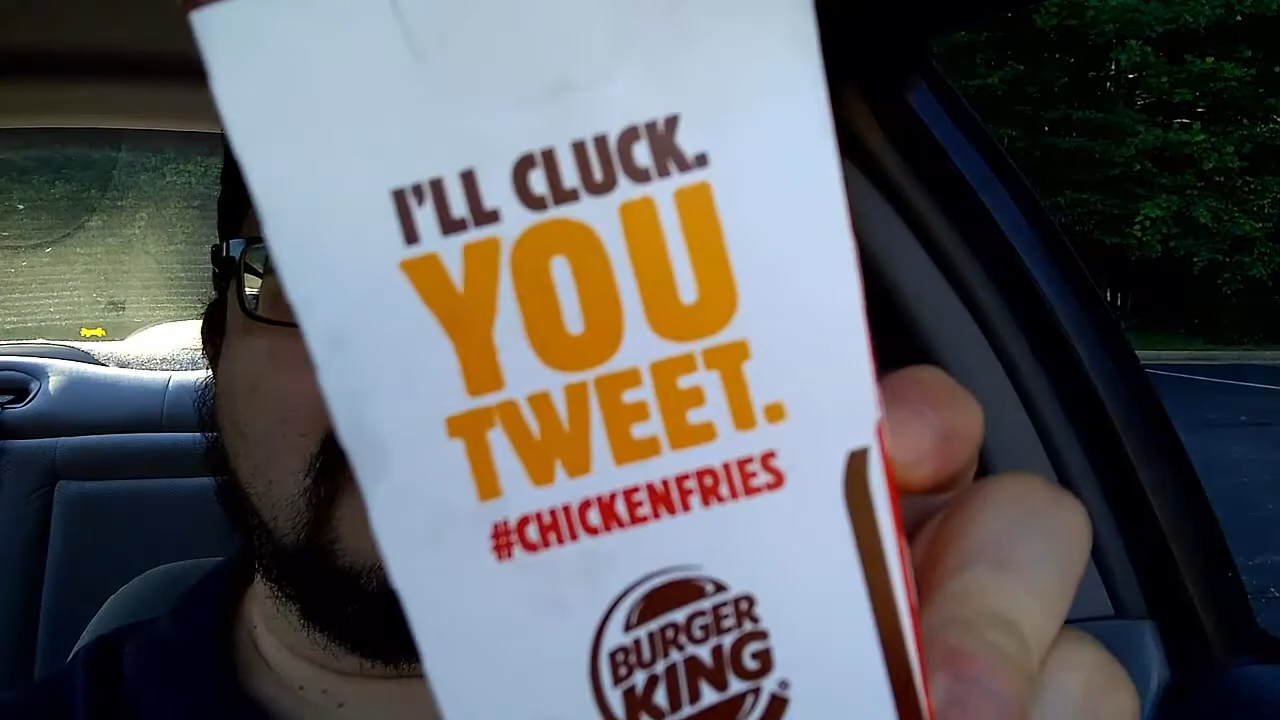 I'LL CLUCK.
YOU
TWEET.
#CHICKENFRIES
BURGER
KING
®